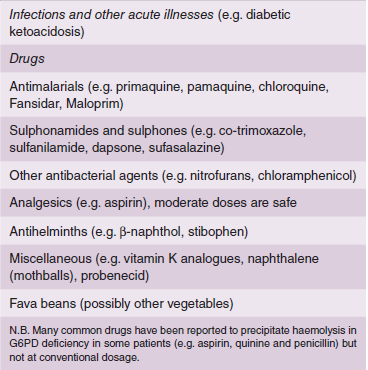 Infections and other acute illnesses (e.g. diabetic
ketoacidosis)
Drugs
Antimalarials (e.g. primaquine, pamaquine, chloroquine,
Fansidar, Maloprim)
Sulphonamides and sulphones (e.g. co-trimoxazole,
sulfanilamide, dapsone, sufasalazine)
Other antibacterial agents (e.g. nitrofurans, chloramphenicol)
Analgesics (e.g. aspirin), moderate doses are safe
Antihelminths (e.g. β-naphthol, stibophen)
Miscellaneous (e.g. vitamin K analogues, naphthalene
(mothballs), probenecid)
Fava beans (possibly other vegetables)
N.B. Many common drugs have been reported to precipitate haemolysis in
G6PD deficiency in some patients (e.g. aspirin, quinine and penicillin) but
not at conventional dosage.